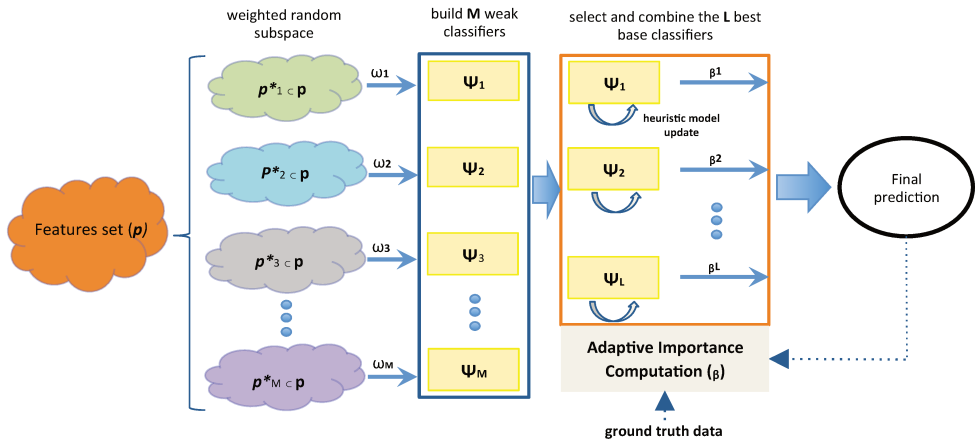 weighted random
subspace
build M weak
classifiers
select and combine the L best
base classifiers
Features set (p)
p*1 ⊂ p
ω1
Ψ1
P*2 ⊂ p
ω2
Ψ2
p*3 ⊂ p
ω3
Ψ3
p*M ⊂ p
ωM
ΨM
Ψ1
β1
heuristic model
update
Ψ2
β2
ΨL
βL
Final
prediction
Adaptive Importance
Computation (β)
ground truth data